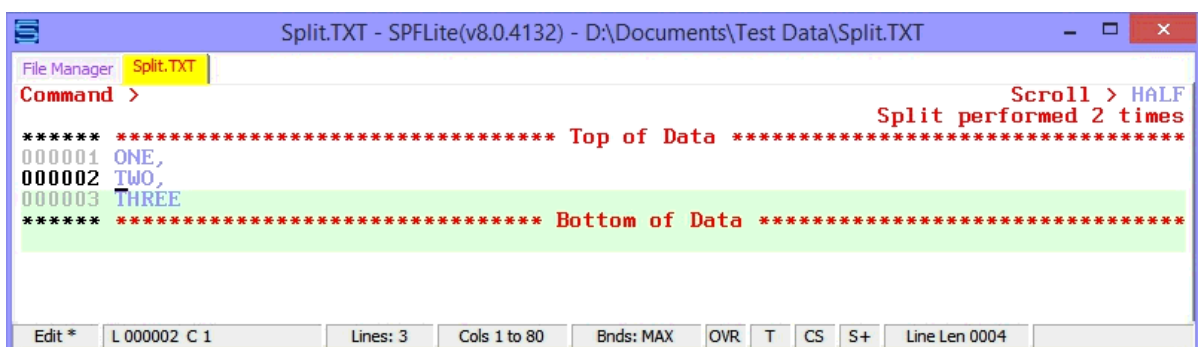 Split.TXT - SPFLite(v8.0.4132) - D:\Documents\Test Data\Split.TXT
File Manager Split.TXT
Command > Scroll > HALF
Split performed 2 times
****** ********************************** Top of Data ***********************************
000001 ONE,
000002 TWO,
000003 THREE
****** ********************************* Bottom of Data *********************************
Edit * L 000002 C 1 Lines: 3 Cols 1 to 80 Bnds: MAX OVR T CS S+ Line Len 0004